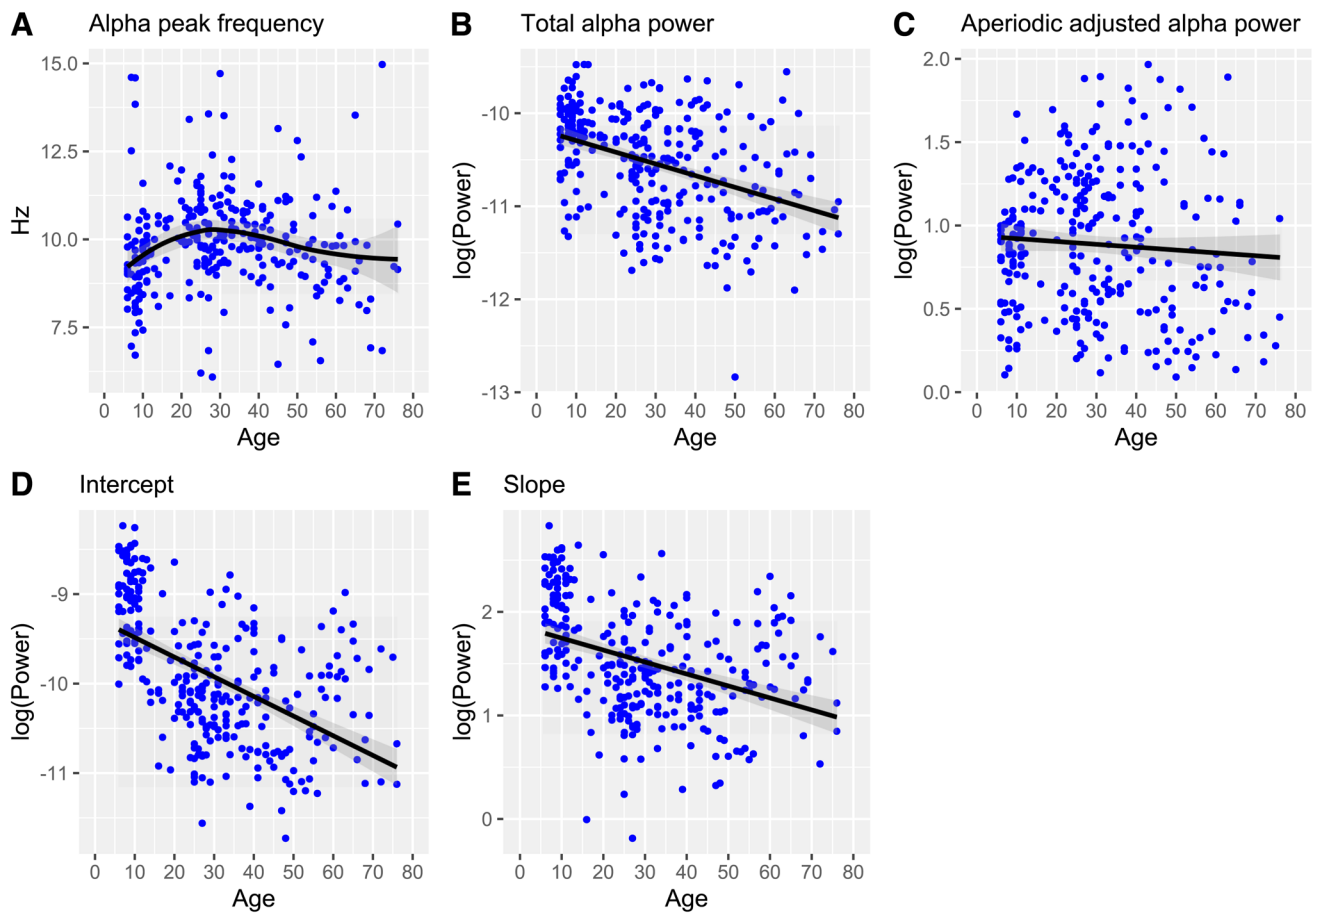 A Alpha peak frequency
B Total alpha power
C Aperiodic adjusted alpha power
15.0
12.5
10.0
7.5
Hz
0 10 20 30 40 50 60 70 80
Age
-10
-11
-12
-13
log(Power)
0 10 20 30 40 50 60 70 80
Age
2.0
1.5
1.0
0.5
0.0
log(Power)
0 10 20 30 40 50 60 70 80
Age
D Intercept
E Slope
-9
-10
-11
log(Power)
0 10 20 30 40 50 60 70 80
Age
2
1
0
log(Power)
0 10 20 30 40 50 60 70 80
Age